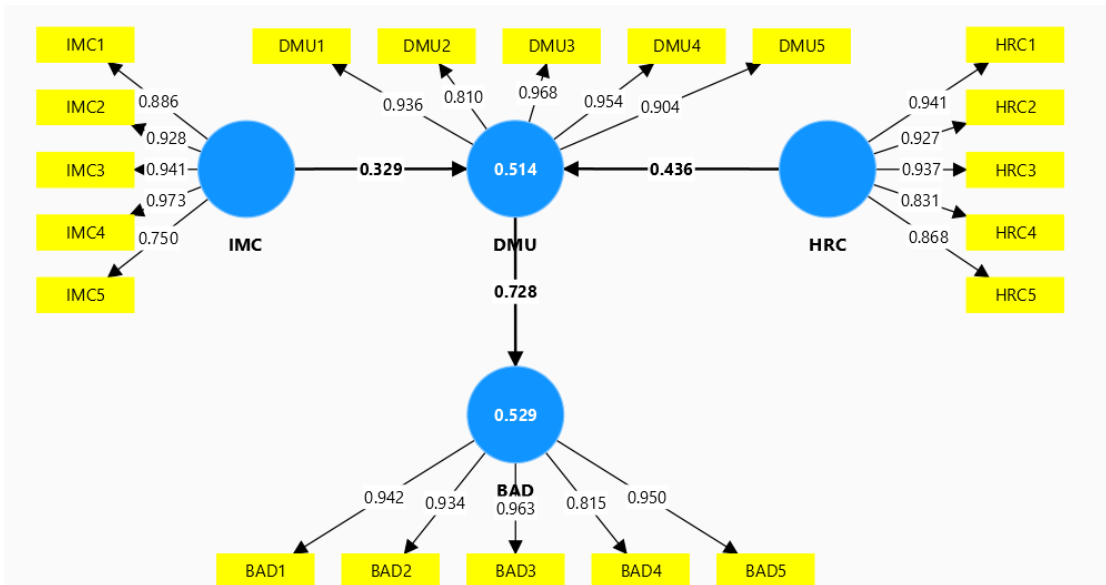 IMC1
IMC2
IMC3
IMC4
IMC5
0.886
0.928
0.941
0.973
0.750
IMC
0.329
DMU1
DMU2
DMU3
DMU4
DMU5
0.936
0.810
0.968
0.954
0.904
0.514
DMU
0.436
HRC1
HRC2
HRC3
HRC4
HRC5
0.941
0.927
0.937
0.831
0.868
HRC
0.728
0.529
BAD
0.942
0.934
0.963
0.815
0.950
BAD1
BAD2
BAD3
BAD4
BAD5